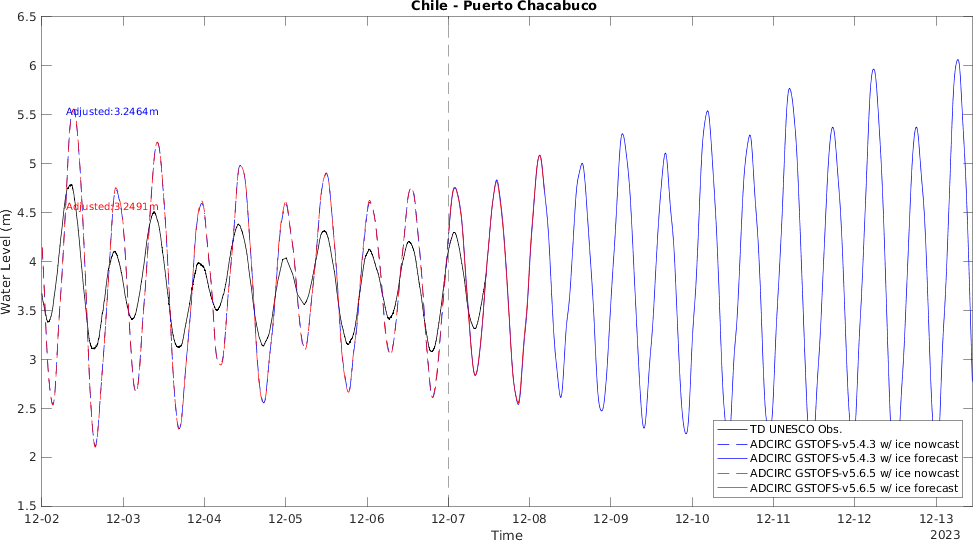 Chile - Puerto Chacabuco
6.5
6
5.5
5
4.5
4
3.5
3
2.5
2
1.5
Water Level (m)
Adjusted:3.2464m
Adjusted:3.2491m
TD UNESCO Obs.
ADCIRC GSTOFS-v5.4.3 w/ ice nowcast
ADCIRC GSTOFS-v5.4.3 w/ ice forecast
ADCIRC GSTOFS-v5.6.5 w/ ice nowcast
ADCIRC GSTOFS-v5.6.5 w/ ice forecast
12-02 12-03 12-04 12-05 12-06 12-07 12-08 12-09 12-10 12-11 12-12 12-13
2023
Time